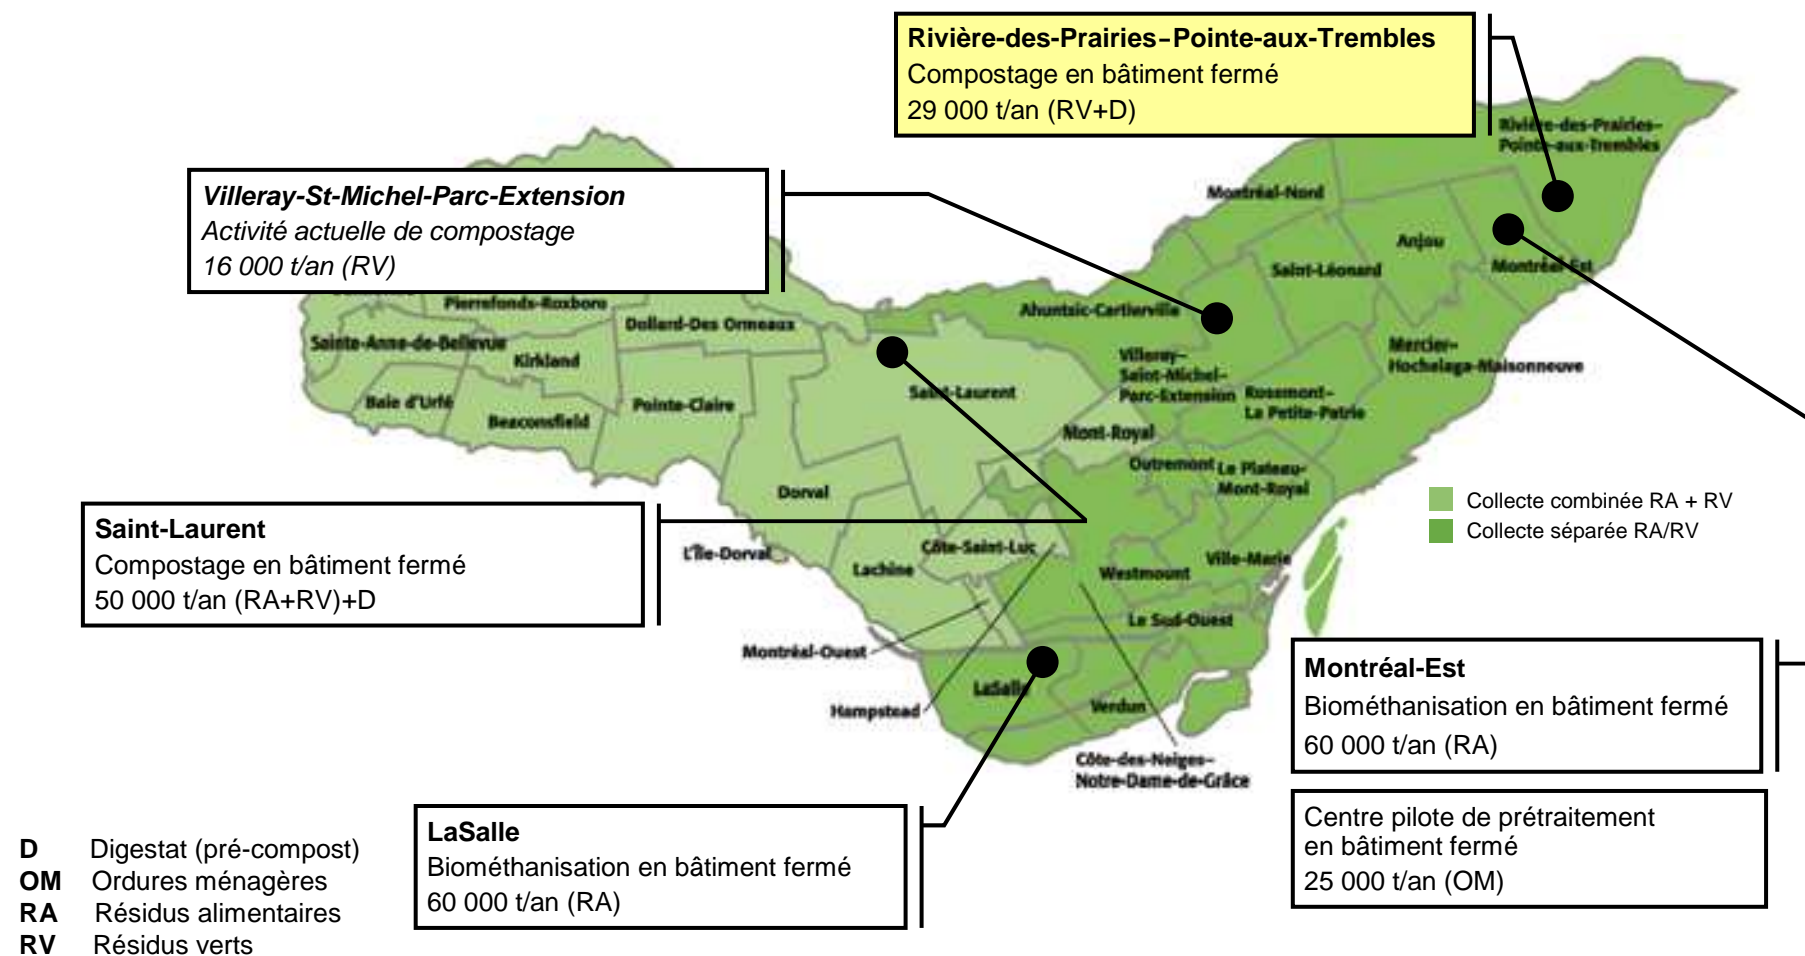 Rivière-des-Prairies-Pointe-aux-Trembles
Compostage en bâtiment fermé
29 000 t/an (RV+D)
Rivière-des-Prairies–
Pointe-aux-Trembles
Villeray-St-Michel-Parc-Extension
Activité actuelle de compostage
16 000 t/an (RV)
Montréal-Nord
Anjou
Saint-Léonard
Montréal-Est
Pierrefonds-Roxboro
Dollard-Des Ormeaux
Ahuntsic-Cartierville
Sainte-Anne-de-Bellevue
Kirkland
Mercier–
Hochelaga-Maisonneuve
Villeray–
Saint-Michel–
Parc-Extension
Rosemont–
La Petite-Patrie
Baie d'Urfé
Beaconsfield
Pointe-Claire
Saint-Laurent
Mont-Royal
Outremont
Le Plateau–
Mont-Royal
Dorval
Collecte combinée RA + RV
Collecte séparée RA/RV
Saint-Laurent
Compostage en bâtiment fermé
50 000 t/an (RA+RV)+D
L'Île-Dorval
Lachine
Côte-Saint-Luc
Westmount
Ville-Marie
Le Sud-Ouest
Montréal-Ouest
Hampstead
LaSalle
Verdun
Côte-des-Neiges–
Notre-Dame-de-Grâce
Montréal-Est
Biométhanisation en bâtiment fermé
60 000 t/an (RA)
Centre pilote de prétraitement
en bâtiment fermé
25 000 t/an (OM)
LaSalle
Biométhanisation en bâtiment fermé
60 000 t/an (RA)
D Digestat (pré-compost)
OM Ordures ménagères
RA Résidus alimentaires
RV Résidus verts